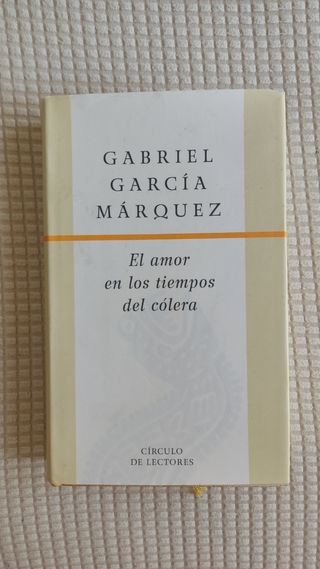 GABRIEL
GARCÍA
MÁRQUEZ
El amor
en los tiempos
del cólera
CÍRCULO
DE LECTORES